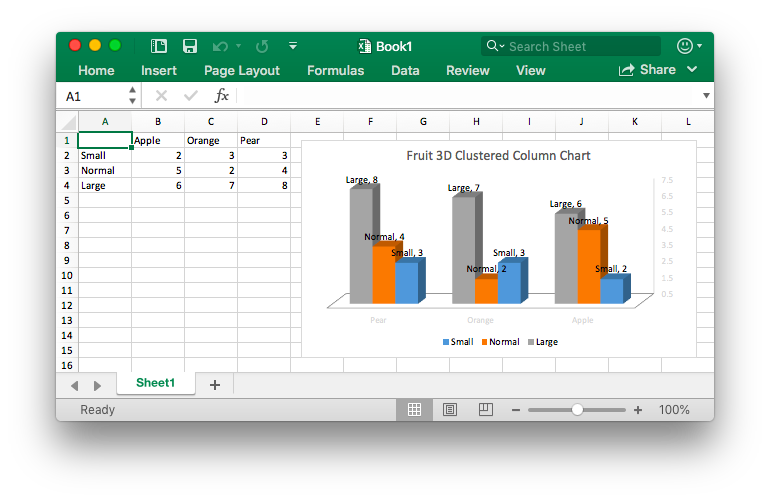 Book1
Search Sheet
Home Insert Page Layout Formulas Data Review View Share
A1 fx
A B C D E F G H I J K L
1 Apple Orange Pear
2 Small 2 3 3
3 Normal 5 2 4
4 Large 6 7 8
5
6
7
8
9
10
11
12
13
14
15
16
Fruit 3D Clustered Column Chart
Large, 8
Large, 7
Large, 6
Normal, 5
Normal, 4
Small, 3
Small, 3
Normal, 2
Small, 2
7.5
6.5
5.5
4.5
3.5
2.5
1.5
0.5
Pear Orange Apple
Small Normal Large
Sheet1 +
Ready - + 100%